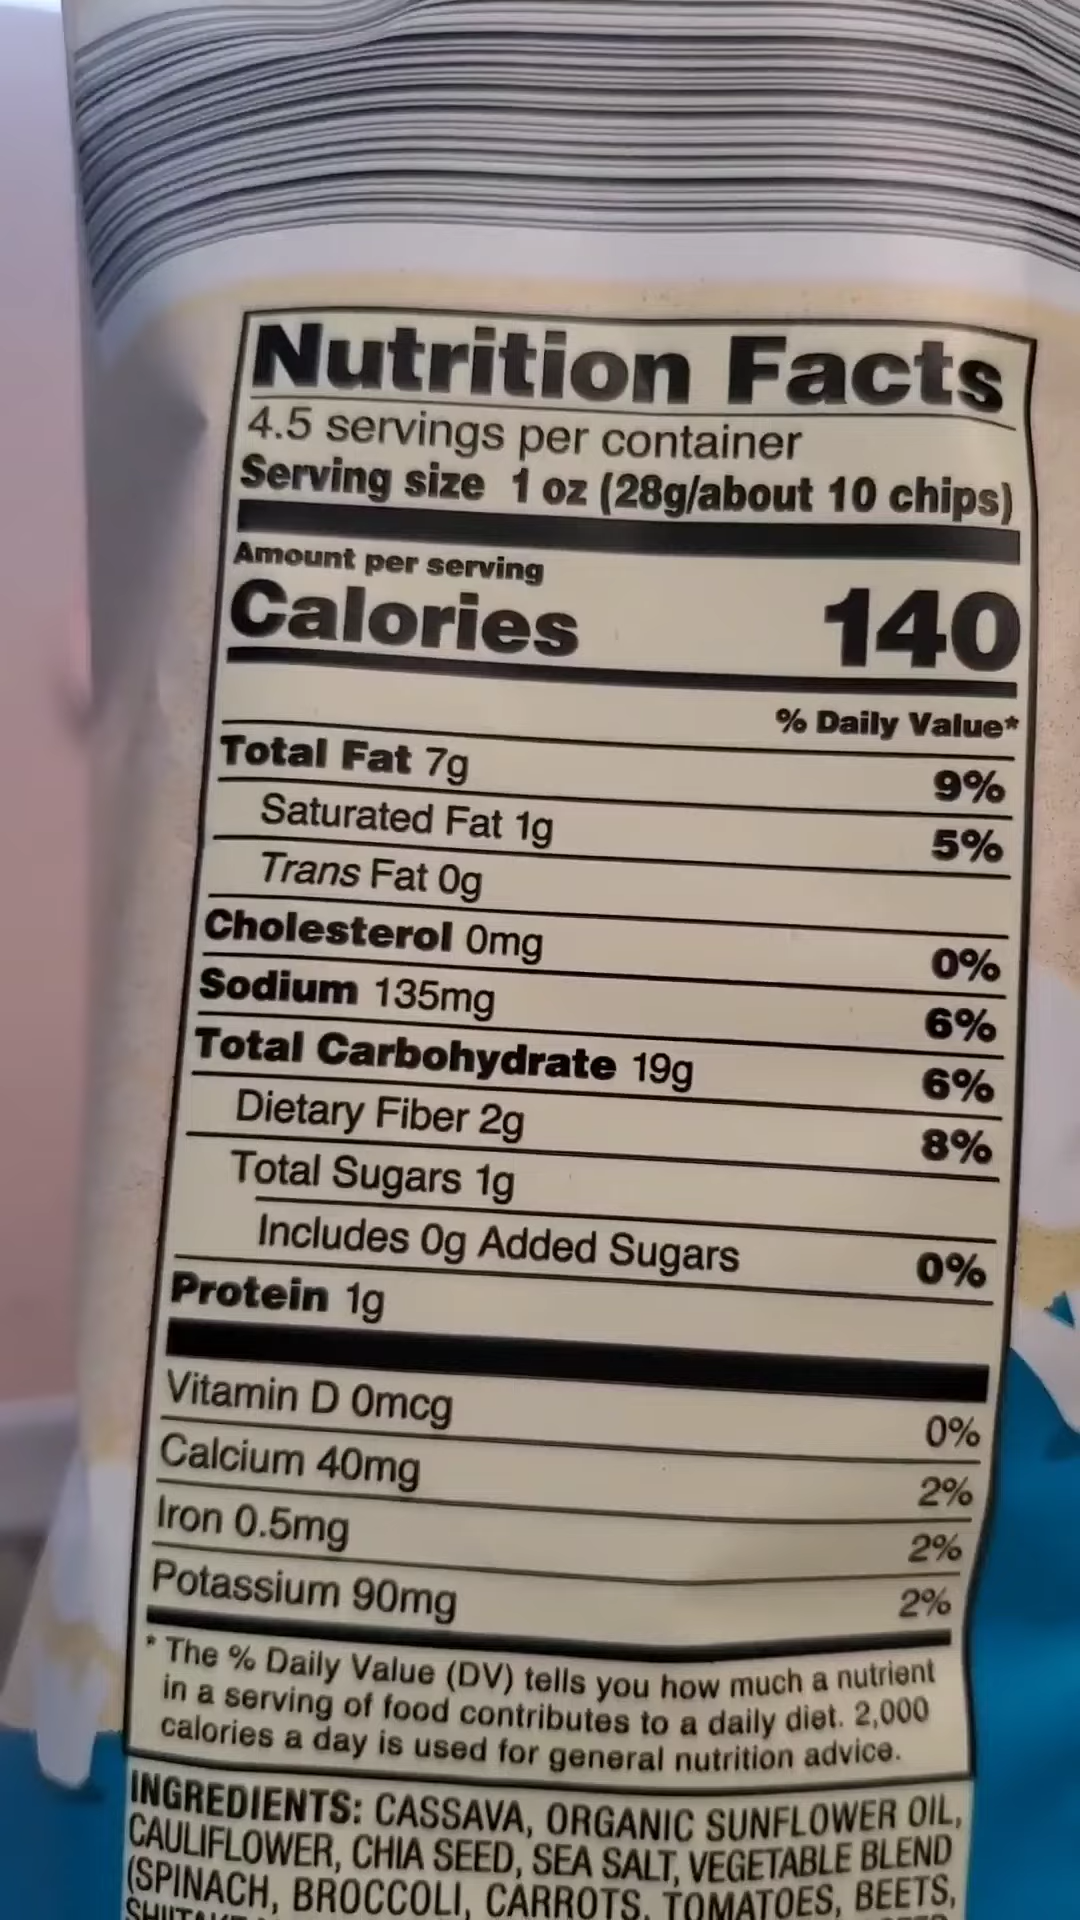 Nutrition Facts
4.5 servings per container
Serving size 1 oz (28g/about 10 chips)
Amount per serving
Calories 140
% Daily Value*
Total Fat 7g 9%
Saturated Fat 1g 5%
Trans Fat 0g
Cholesterol 0mg 0%
Sodium 135mg 6%
Total Carbohydrate 19g 6%
Dietary Fiber 2g 8%
Total Sugars 1g
Includes 0g Added Sugars 0%
Protein 1g
Vitamin D 0mcg 0%
Calcium 40mg 2%
Iron 0.5mg 2%
Potassium 90mg 2%
* The % Daily Value (DV) tells you how much a nutrient
in a serving of food contributes to a daily diet. 2,000
calories a day is used for general nutrition advice.
INGREDIENTS: CASSAVA, ORGANIC SUNFLOWER OIL,
CAULIFLOWER, CHIA SEED, SEA SALT, VEGETABLE BLEND
(SPINACH, BROCCOLI, CARROTS, TOMATOES, BEETS,